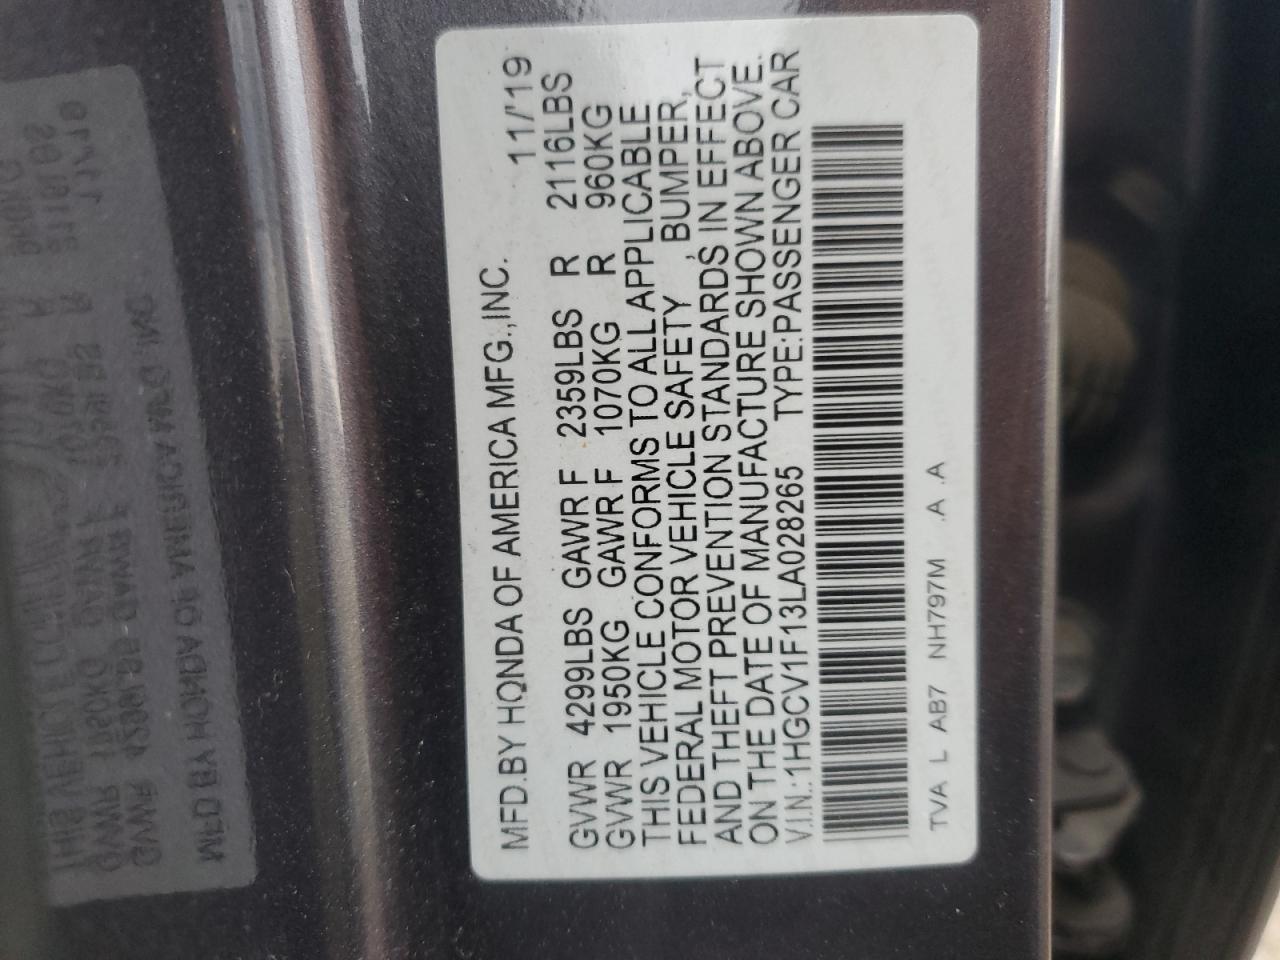 MFD.BY HONDA OF AMERICA MFG.,INC. 11/'19
GVWR 4299LBS GAWR F 2359LBS R 2116LBS
GVWR 1950KG GAWR F 1070KG R 960KG
THIS VEHICLE CONFORMS TO ALL APPLICABLE
FEDERAL MOTOR VEHICLE SAFETY, BUMPER,
AND THEFT PREVENTION STANDARDS IN EFFECT
ON THE DATE OF MANUFACTURE SHOWN ABOVE.
V.I.N.:1HGCV1F13LA028265 TYPE:PASSENGER CAR
TVA L AB7 NH797M .A .A